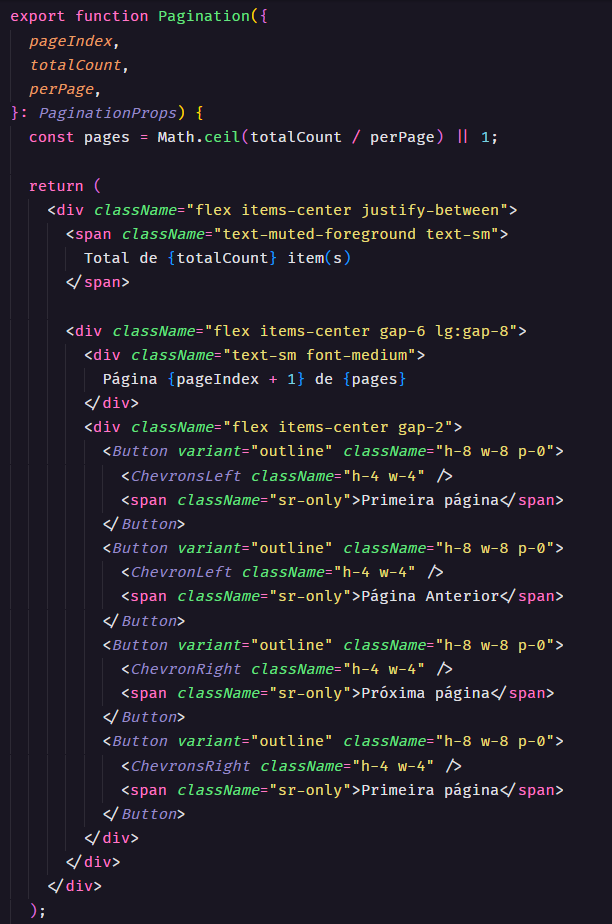 export function Pagination({
  pageIndex,
  totalCount,
  perPage,
}: PaginationProps) {
  const pages = Math.ceil(totalCount / perPage) || 1;

  return (
    <div className="flex items-center justify-between">
      <span className="text-muted-foreground text-sm">
        Total de {totalCount} item(s)
      </span>

      <div className="flex items-center gap-6 lg:gap-8">
        <div className="text-sm font-medium">
          Página {pageIndex + 1} de {pages}
        </div>
        <div className="flex items-center gap-2">
          <Button variant="outline" className="h-8 w-8 p-0">
            <ChevronsLeft className="h-4 w-4" />
            <span className="sr-only">Primeira página</span>
          </Button>
          <Button variant="outline" className="h-8 w-8 p-0">
            <ChevronLeft className="h-4 w-4" />
            <span className="sr-only">Página Anterior</span>
          </Button>
          <Button variant="outline" className="h-8 w-8 p-0">
            <ChevronRight className="h-4 w-4" />
            <span className="sr-only">Próxima página</span>
          </Button>
          <Button variant="outline" className="h-8 w-8 p-0">
            <ChevronsRight className="h-4 w-4" />
            <span className="sr-only">Primeira página</span>
          </Button>
        </div>
      </div>
    </div>
  );